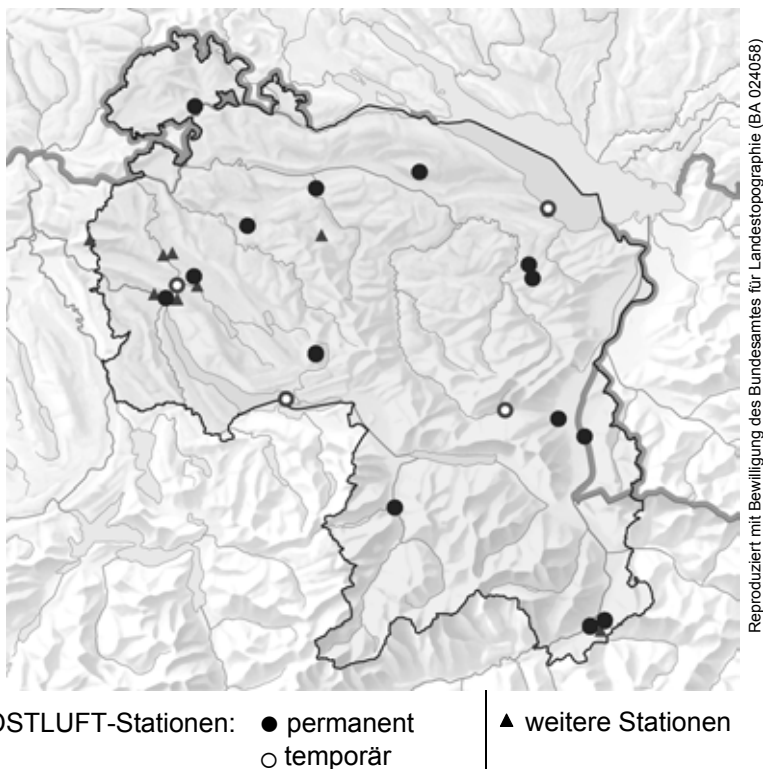 Reproduziert mit Bewilligung des Bundesamtes für Landestopographie (BA 024058)
OSTLUFT-Stationen: ● permanent ▲ weitere Stationen
○ temporär